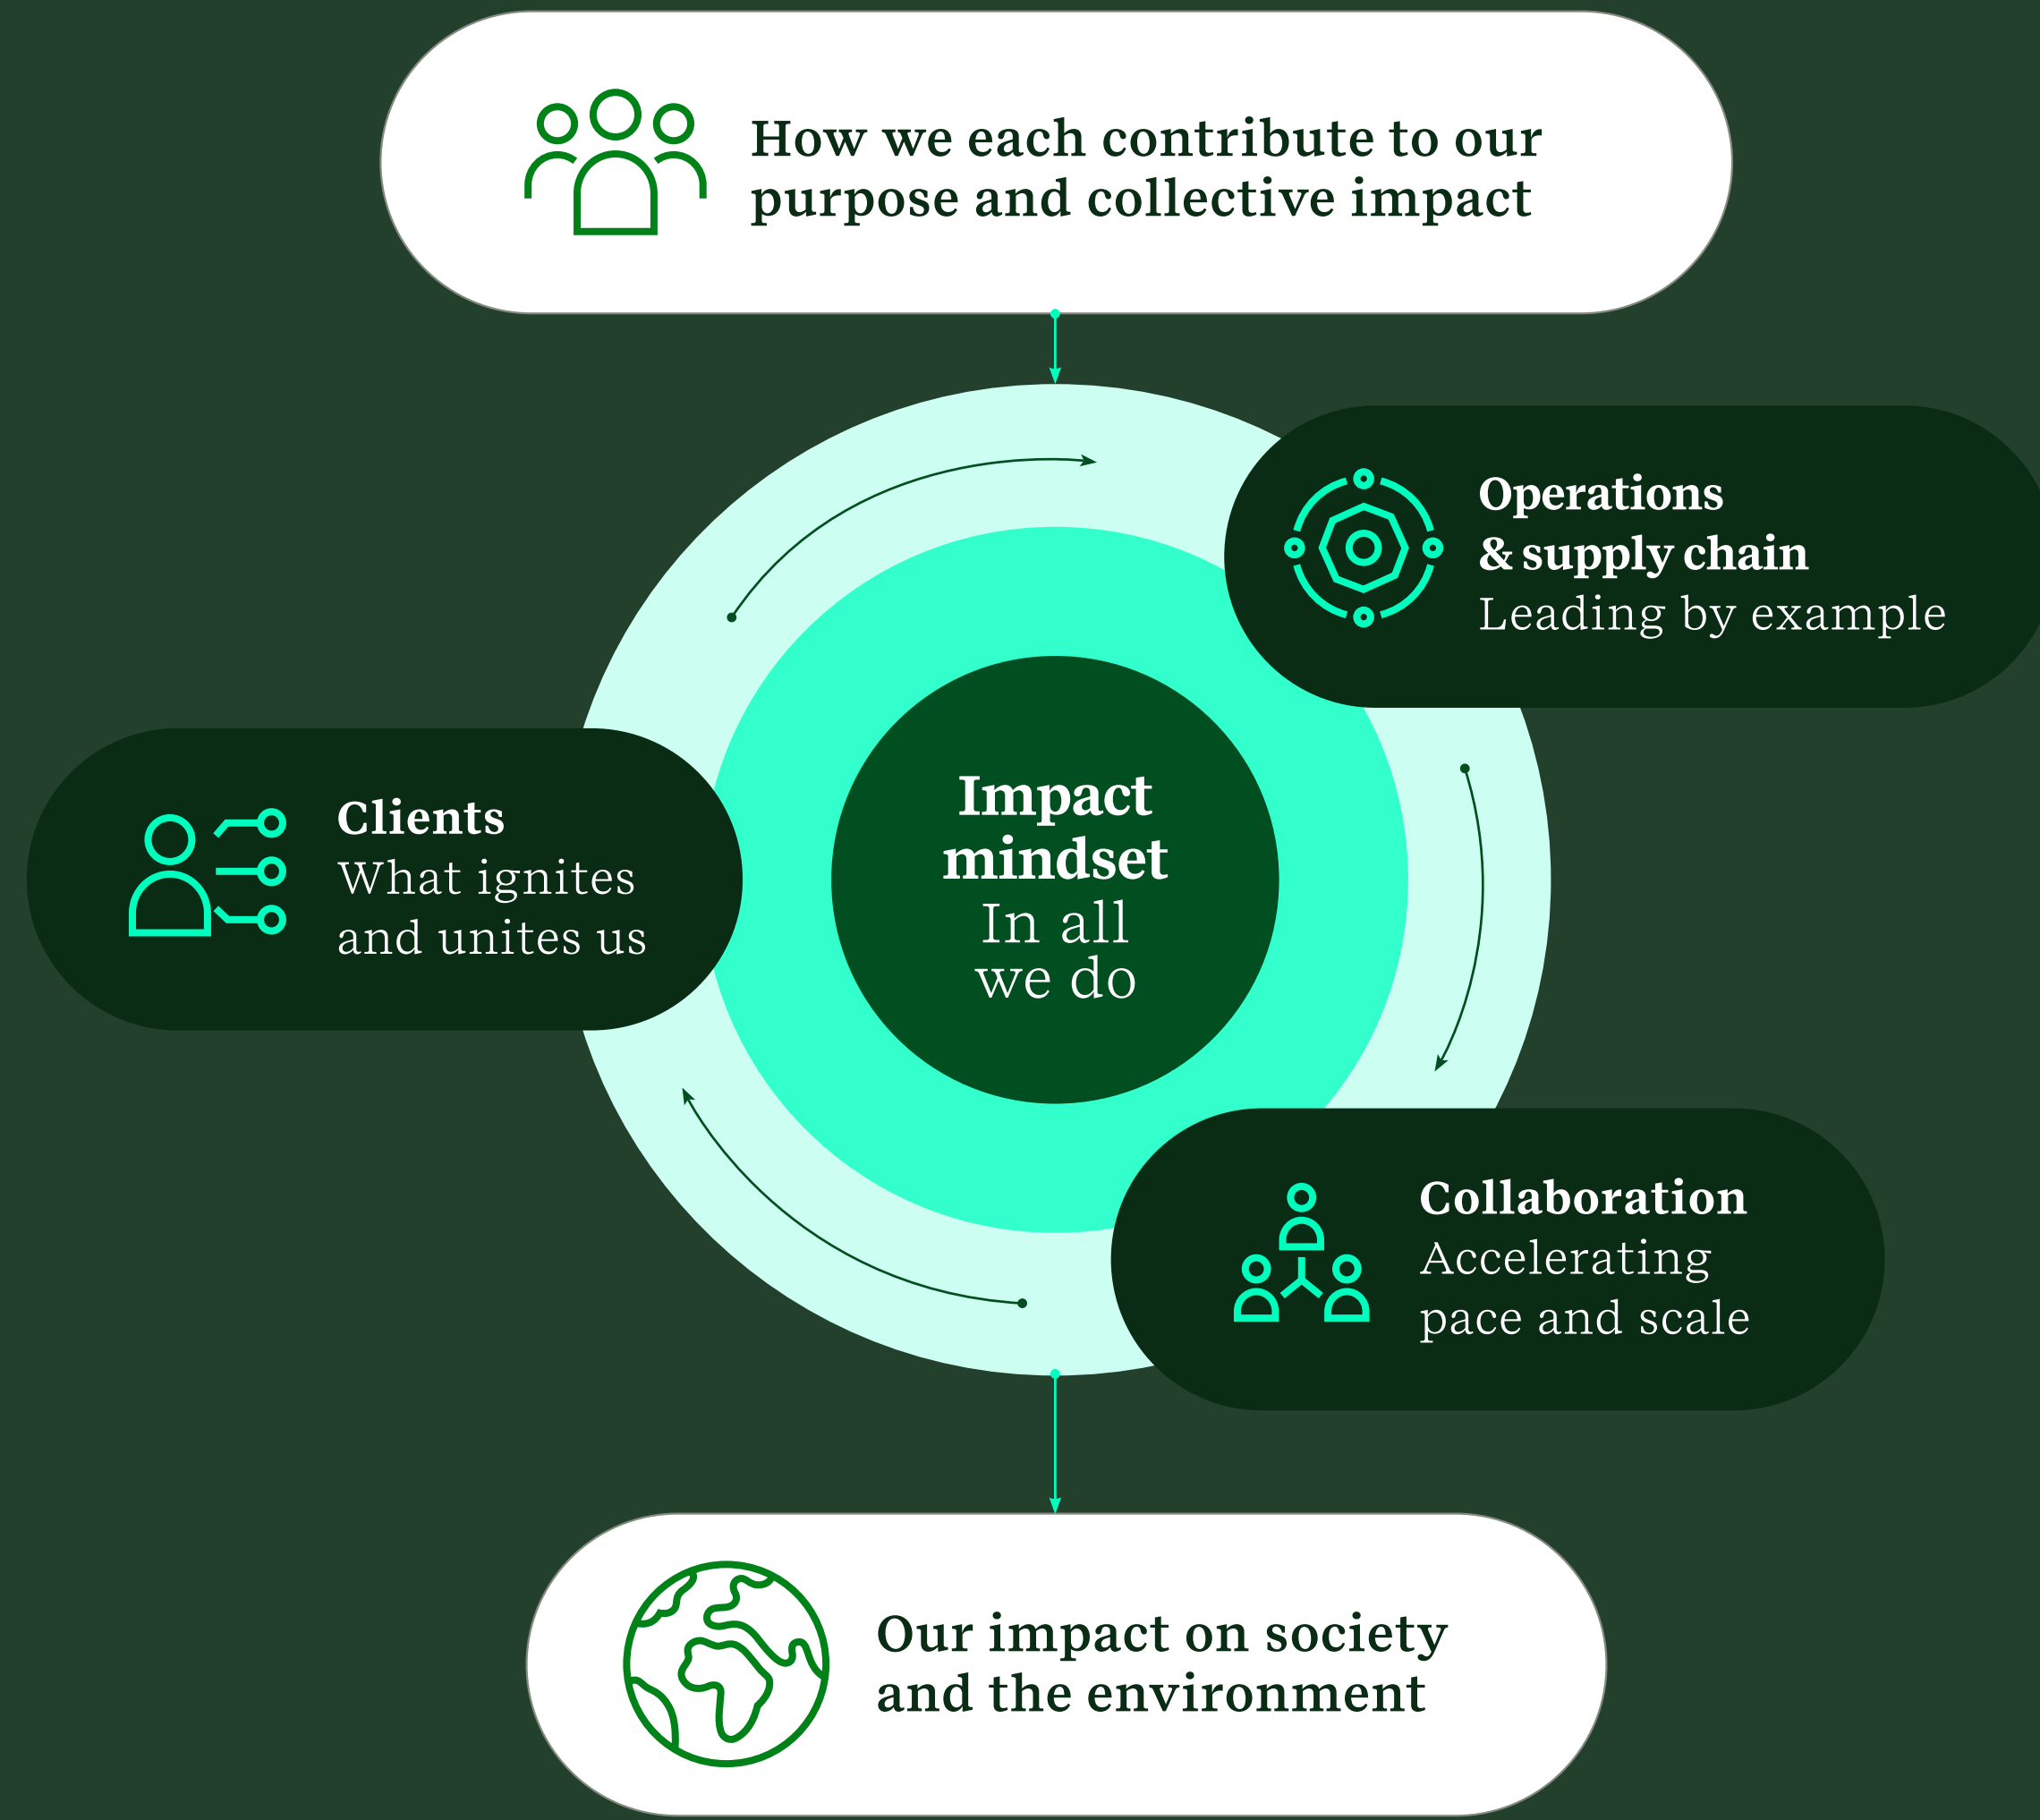 How we each contribute to our
purpose and collective impact
Operations
& supply chain
Leading by example
Clients
What ignites
and unites us
Impact
mindset
In all
we do
Collaboration
Accelerating
pace and scale
Our impact on society
and the environment